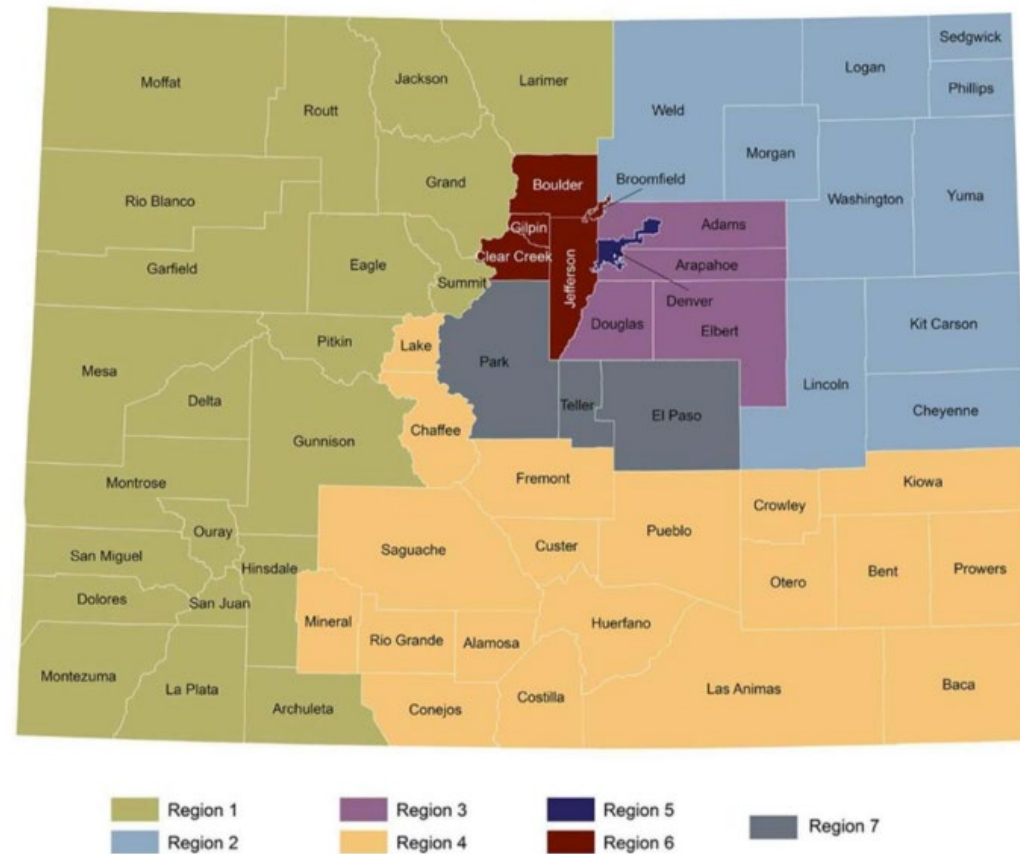 Sedgwick
Logan
Jackson
Larimer
Moffat
Phillips
Routt
Weld
Morgan
Grand
Boulder
Broomfield
Rio Blanco
Washington
Yuma
Gilpin
Adams
Clear Creek
Garfield
Eagle
Arapahoe
Summit
Jefferson
Denver
Douglas
Elbert
Kit Carson
Pitkin
Lake
Park
Mesa
Lincoln
Delta
Teller
El Paso
Cheyenne
Chaffee
Gunnison
Fremont
Montrose
Kiowa
Crowley
Pueblo
Ouray
Saguache
Custer
San Miguel
Hinsdale
Otero
Bent
Prowers
Dolores
San Juan
Mineral
Huerfano
Rio Grande
Alamosa
Montezuma
La Plata
Las Animas
Baca
Costilla
Archuleta
Conejos
Region 1
Region 3
Region 5
Region 7
Region 2
Region 4
Region 6